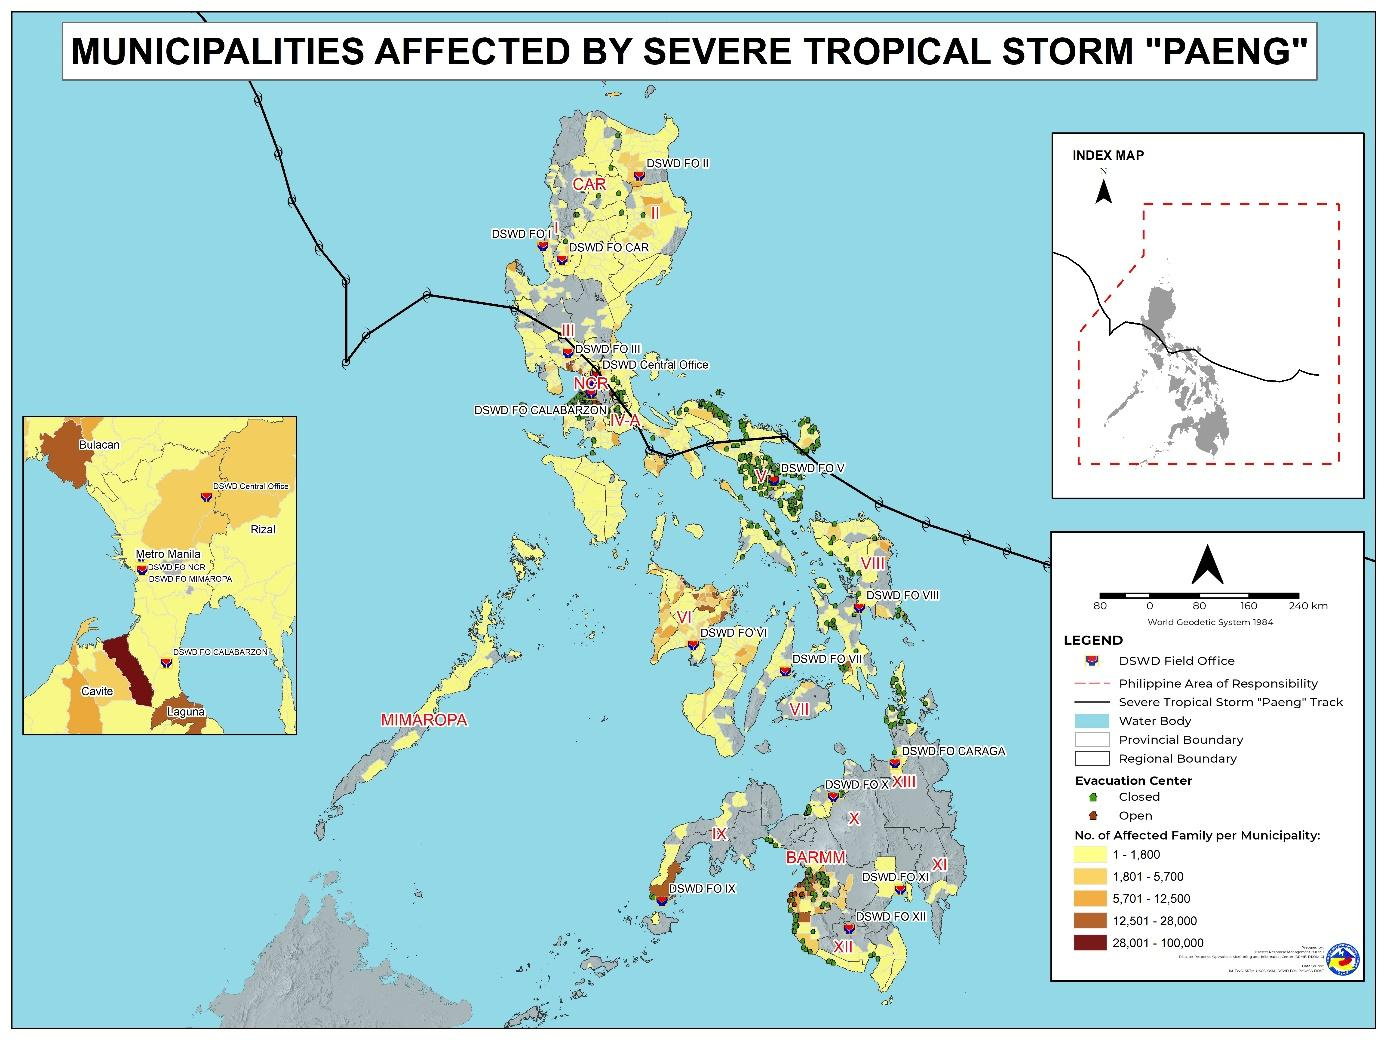 MUNICIPALITIES AFFECTED BY SEVERE TROPICAL STORM "PAENG"
DSWD FO II
CAR
II
DSWD FO I
I
DSWD FO CAR
III
DSWD FO III
DSWD Central Office
NCR
DSWD FO CALABARZON
IV-A
DSWD FO V
V
VIII
DSWD FO VIII
VI
DSWD FO VI
DSWD FO VII
VII
MIMAROPA
DSWD FO CARAGA
DSWD FO X
XIII
X
IX
BARMM
XI
DSWD FO XI
DSWD FO IX
DSWD FO XII
XII
Bulacan
DSWD Central Office
Rizal
Metro Manila
DSWD FO NCR
DSWD FO MIMAROPA
DSWD FO CALABARZON
Cavite
Laguna
INDEX MAP
N
80 0 80 160 240 km
World Geodetic System 1984
LEGEND
DSWD Field Office
Philippine Area of Responsibility
Severe Tropical Storm "Paeng" Track
Water Body
Provincial Boundary
Regional Boundary
Evacuation Center
Closed
Open
No. of Affected Family per Municipality:
1 - 1,800
1,801 - 5,700
5,701 - 12,500
12,501 - 28,000
28,001 - 100,000